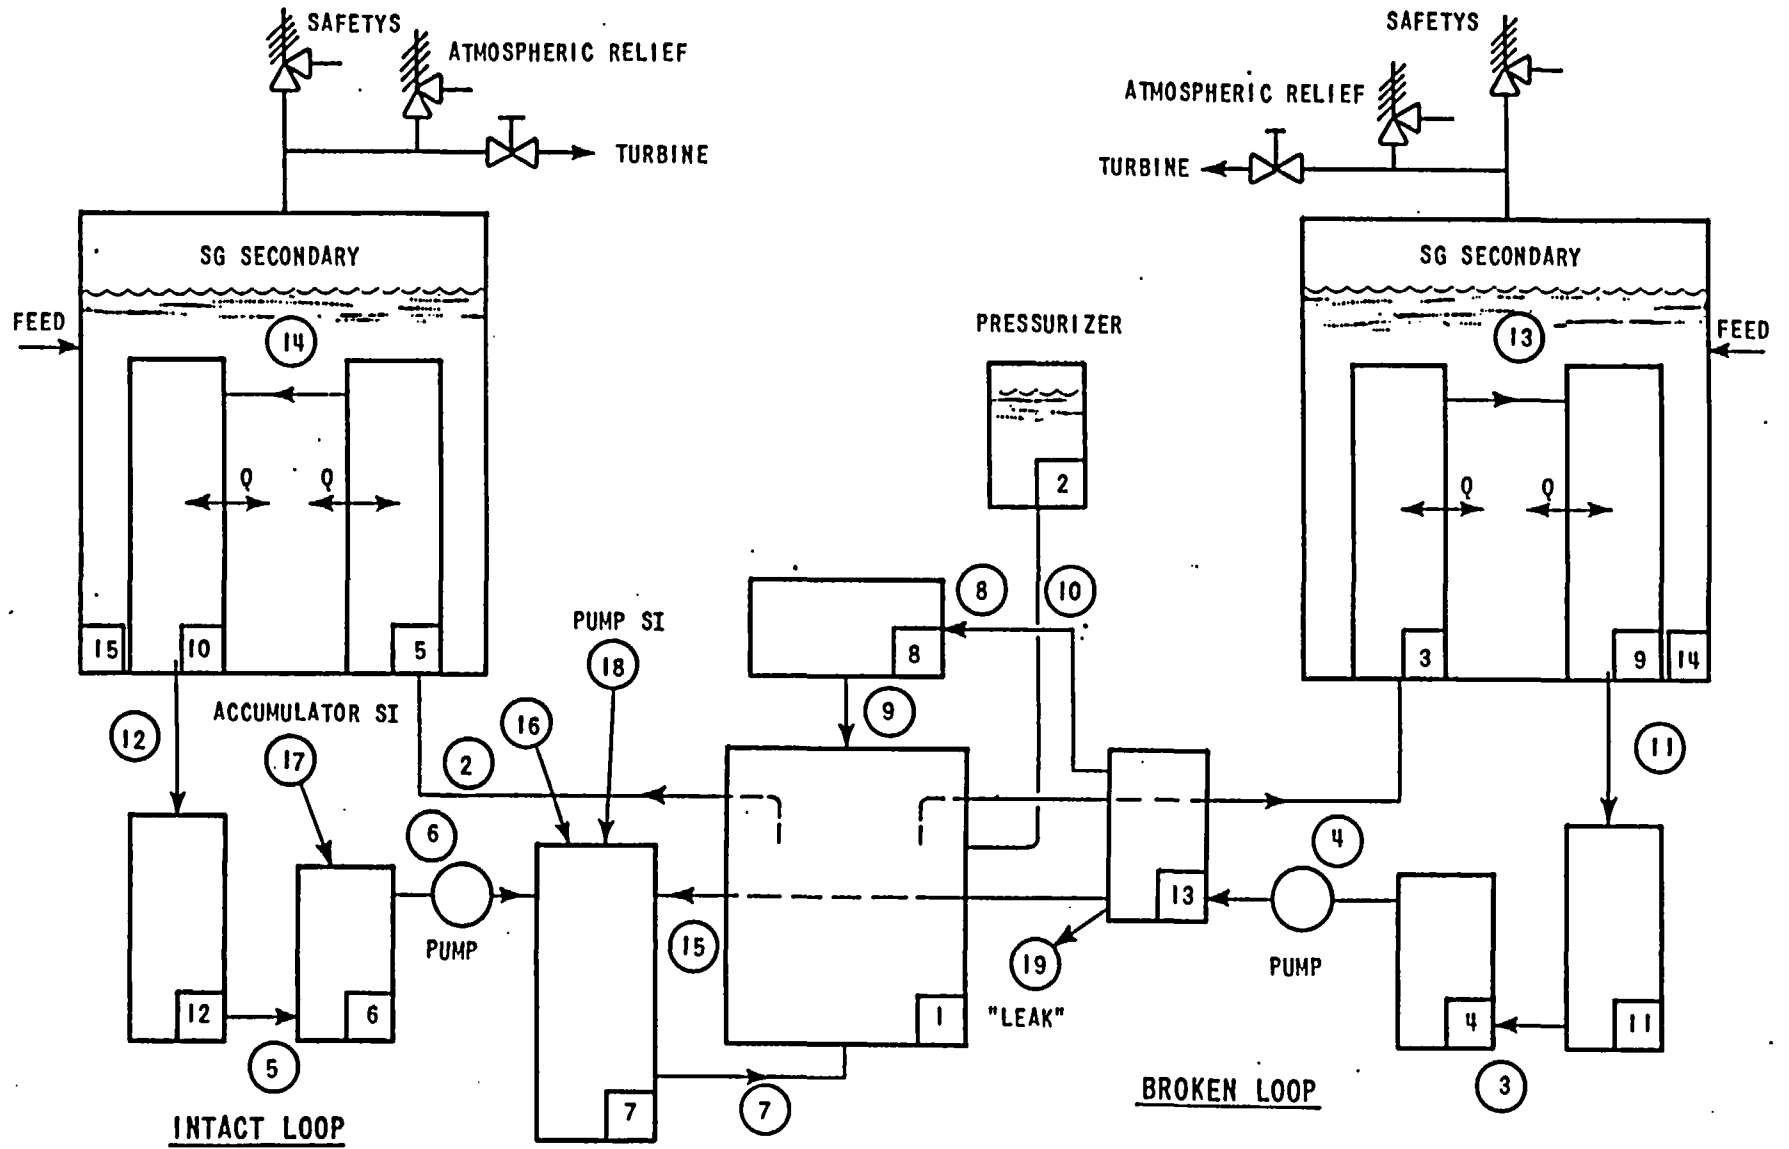 SAFETYS
ATMOSPHERIC RELIEF
TURBINE
SAFETYS
ATMOSPHERIC RELIEF
TURBINE
SG SECONDARY
FEED
14
Q
Q
15
10
5
SG SECONDARY
FEED
13
Q
Q
3
9
14
PRESSURIZER
2
8
10
8
9
PUMP SI
18
16
ACCUMULATOR SI
17
12
2
6
PUMP
12
5
6
7
7
15
1
13
19
"LEAK"
4
PUMP
11
4
11
3
INTACT LOOP
BROKEN LOOP